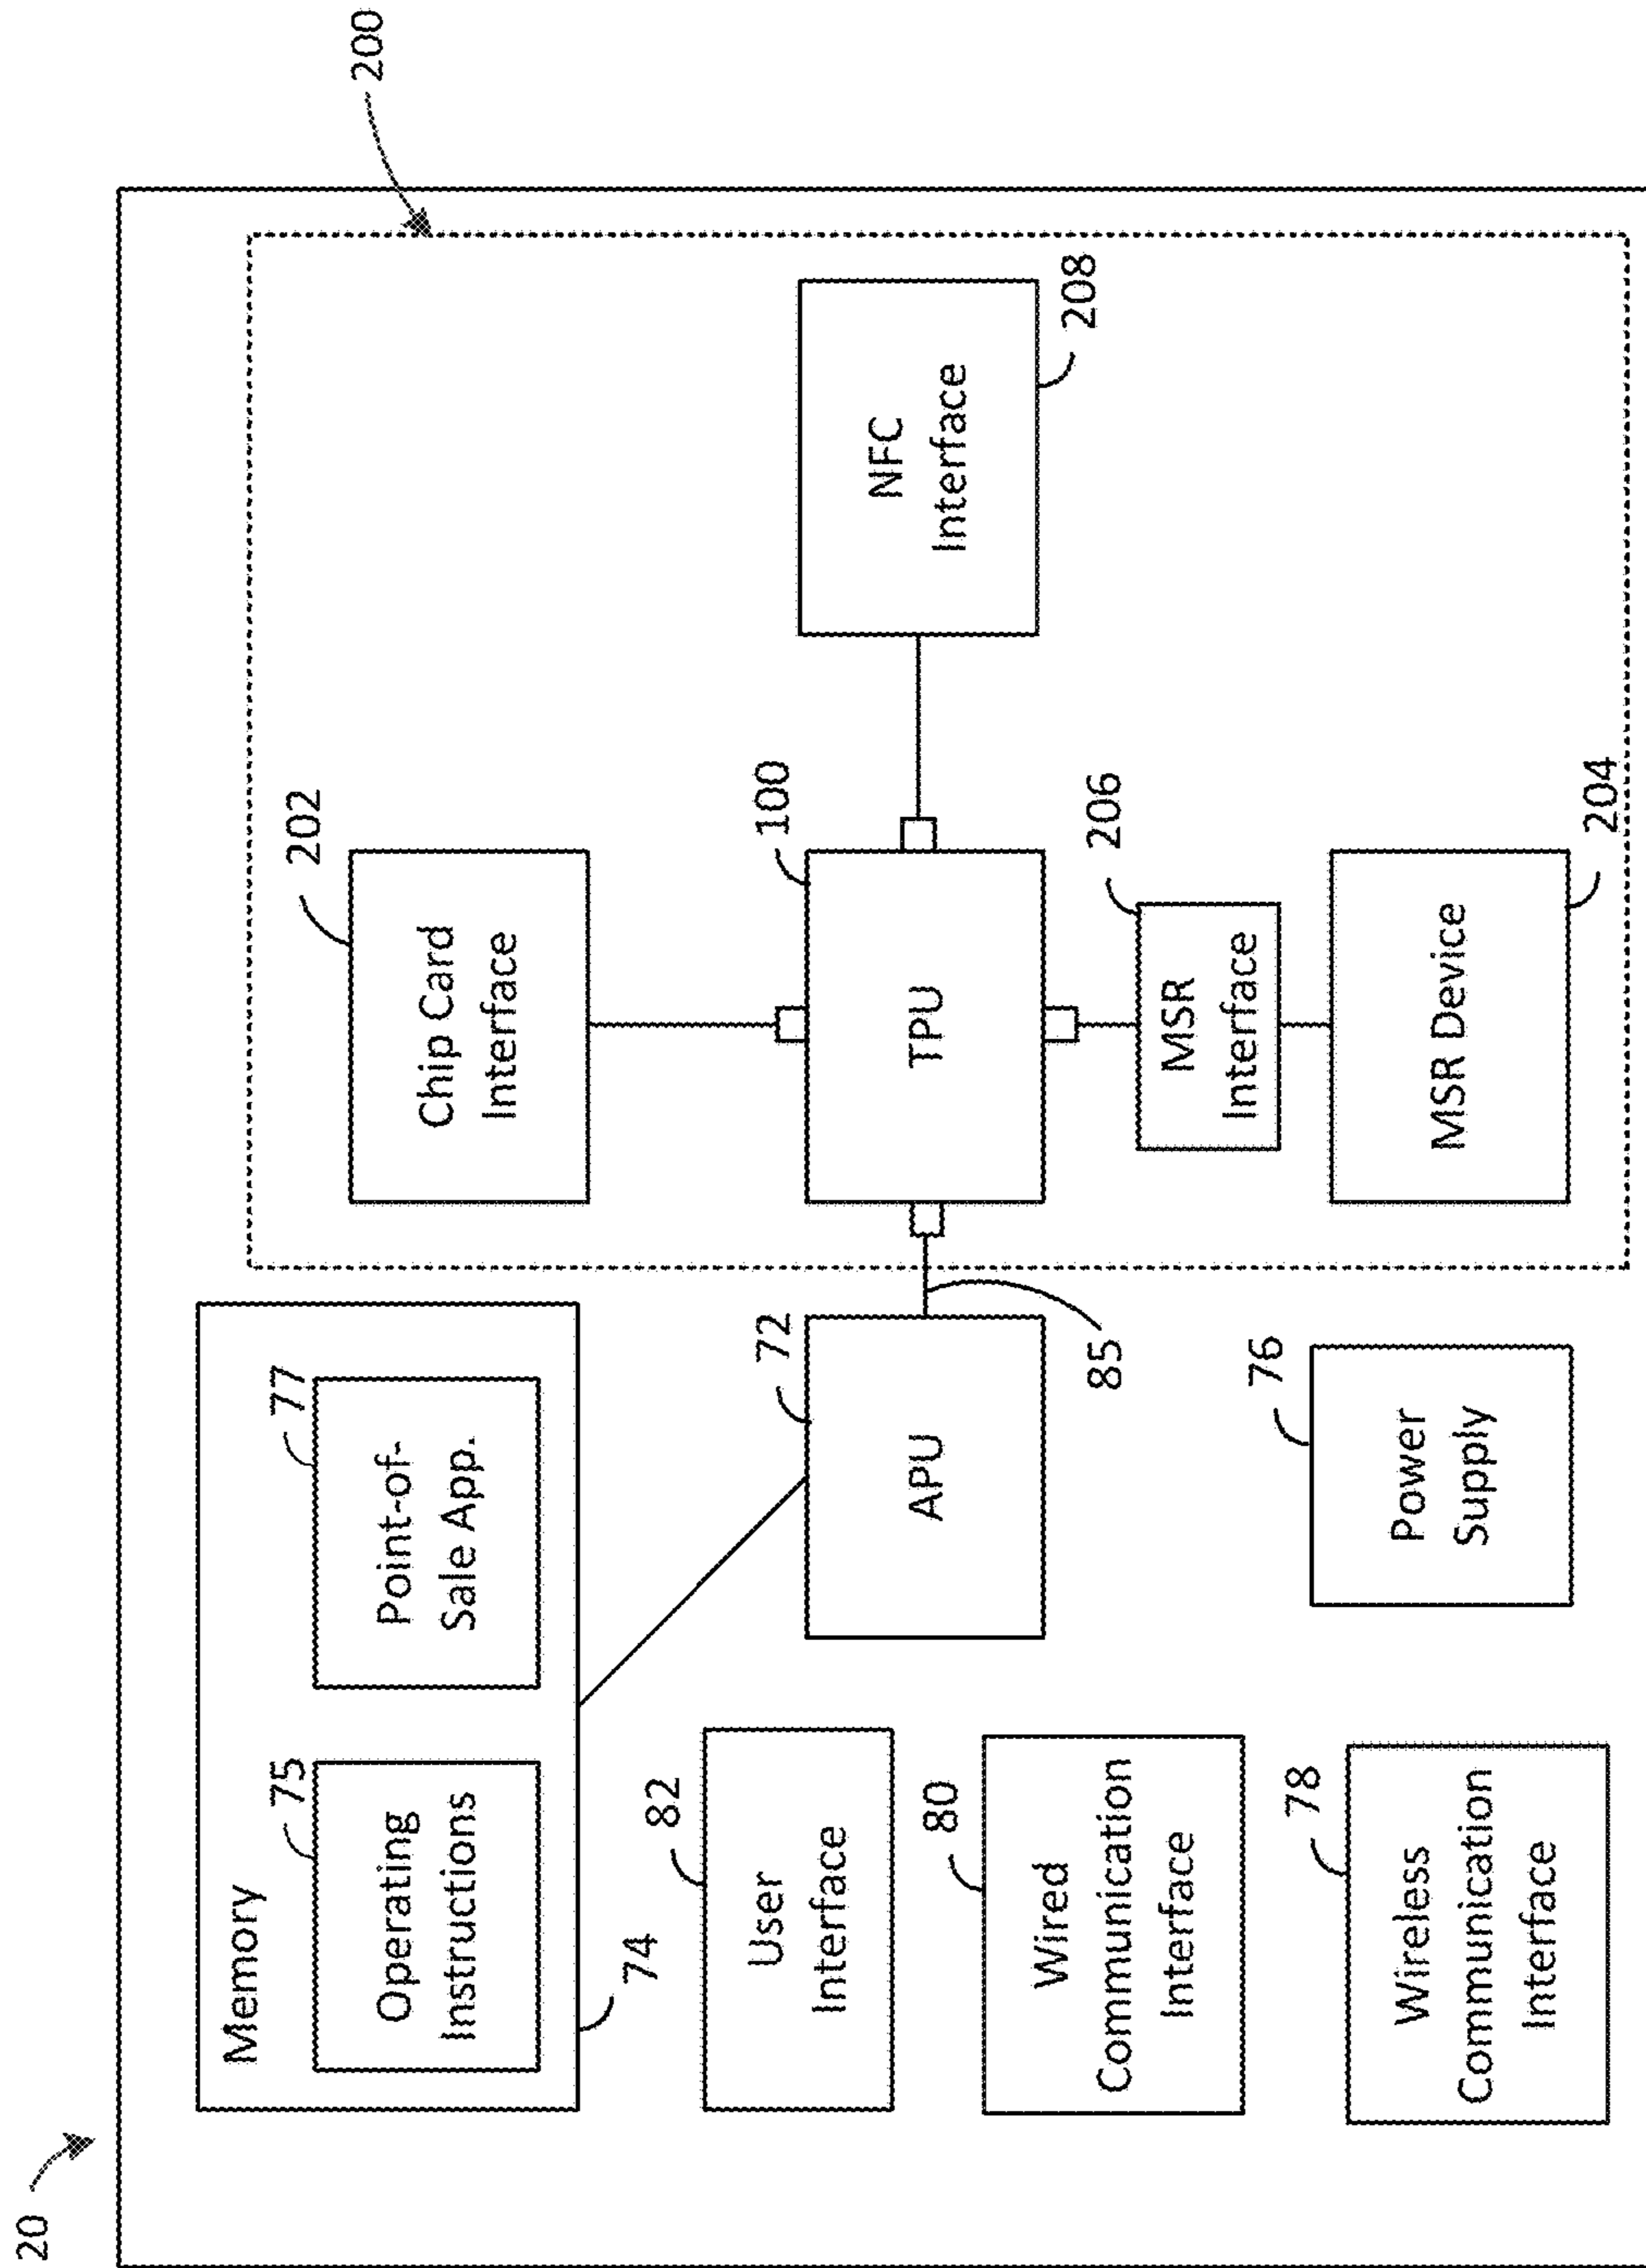 20
200
Memory
75
Operating
Instructions
77
Point-of-
Sale App.
74
82
User
Interface
80
Wired
Communication
Interface
78
Wireless
Communication
Interface
72
APU
85
76
Power
Supply
202
Chip Card
Interface
100
TPU
206
MSR
Interface
MSR Device
204
NFC
Interface
208